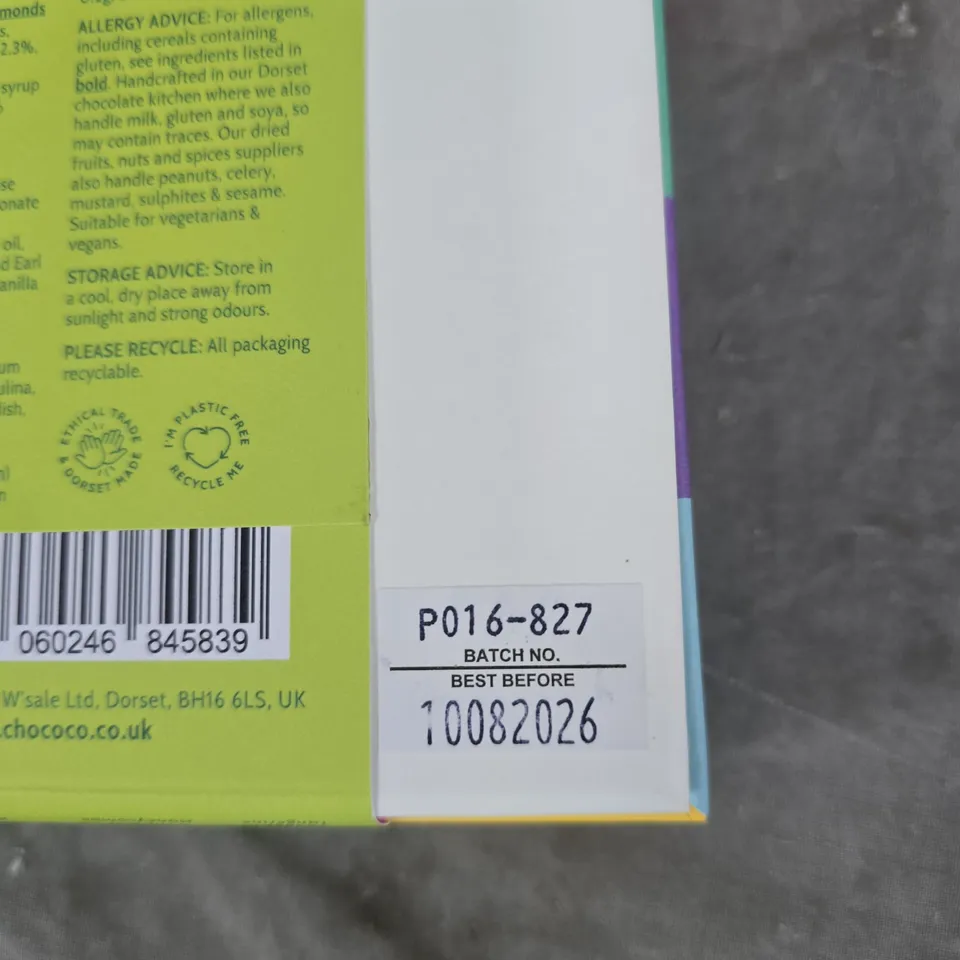 monds
s,
2.3%.
syrup
se
onate
oil,
d Earl
anilla
um
ulina,
lish,
ALLERGY ADVICE: For allergens,
including cereals containing
gluten, see ingredients listed in
bold. Handcrafted in our Dorset
chocolate kitchen where we also
handle milk, gluten and soya, so
may contain traces. Our dried
fruits, nuts and spices suppliers
also handle peanuts, celery,
mustard, sulphites & sesame.
Suitable for vegetarians &
vegans.
STORAGE ADVICE: Store in
a cool, dry place away from
sunlight and strong odours.
PLEASE RECYCLE: All packaging
recyclable.
ETHICAL TRADE
& DORSET MADE
I'M PLASTIC FREE
RECYCLE ME
060246 845839
W'sale Ltd, Dorset, BH16 6LS, UK
.chococo.co.uk
P016-827
BATCH NO.
BEST BEFORE
10082026